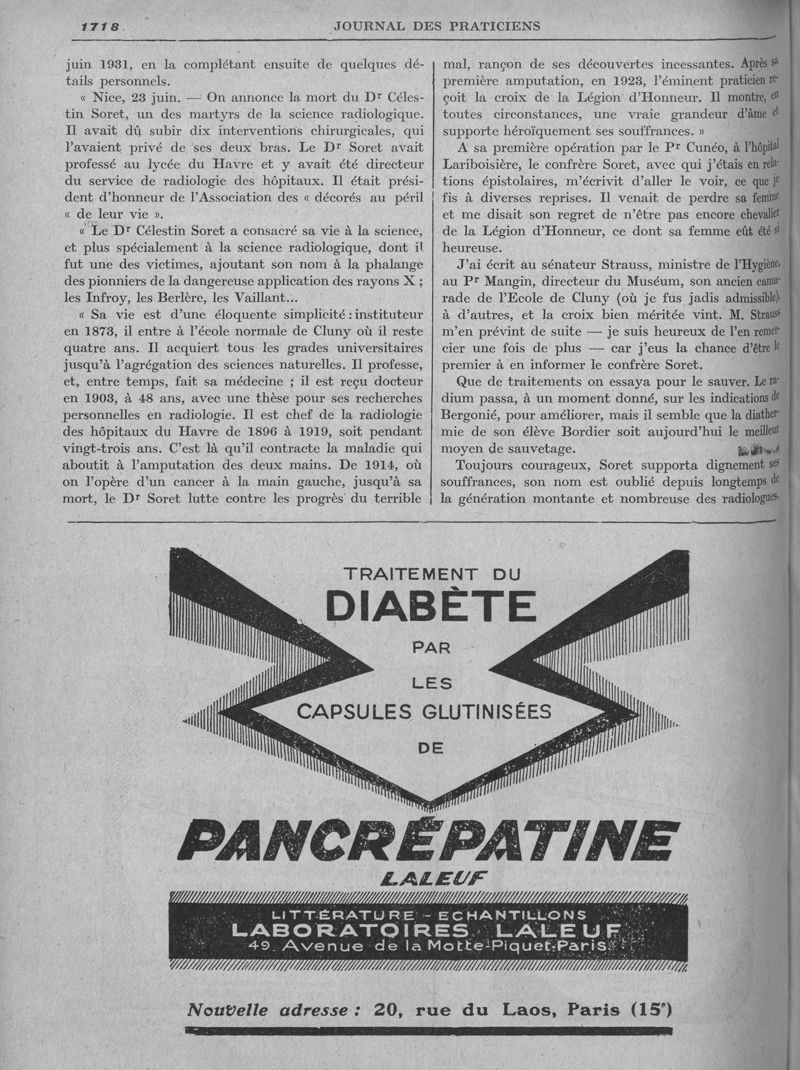 1718
JOURNAL DES PRATICIENS
juin 1931, en la complétant ensuite de quelques dé-
tails personnels.
« Nice, 23 juin. — On annonce la mort du Dr Céles-
tin Soret, un des martyrs de la science radiologique.
Il avait dû subir dix interventions chirurgicales, qui
l'avaient privé de ses deux bras. Le Dr Soret avait
professé au lycée du Havre et y avait été directeur
du service de radiologie des hôpitaux. Il était prési-
dent d'honneur de l'Association des « décorés au péril
« de leur vie ».
« Le Dr Célestin Soret a consacré sa vie à la science,
et plus spécialement à la science radiologique, dont il
fut une des victimes, ajoutant son nom à la phalange
des pionniers de la dangereuse application des rayons X ;
les Infroy, les Berlère, les Vaillant...
« Sa vie est d'une éloquente simplicité : instituteur
en 1873, il entre à l'école normale de Cluny où il reste
quatre ans. Il acquiert tous les grades universitaires
jusqu'à l'agrégation des sciences naturelles. Il professe,
et, entre temps, fait sa médecine ; il est reçu docteur
en 1903, à 48 ans, avec une thèse pour ses recherches
personnelles en radiologie. Il est chef de la radiologie
des hôpitaux du Havre de 1896 à 1919, soit pendant
vingt-trois ans. C'est là qu'il contracte la maladie qui
aboutit à l'amputation des deux mains. De 1914, où
on l'opère d'un cancer à la main gauche, jusqu'à sa
mort, le Dr Soret lutte contre les progrès du terrible
mal, rançon de ses découvertes incessantes. Après sa
première amputation, en 1923, l'éminent praticien re-
çoit la croix de la Légion d'Honneur. Il montre, en
toutes circonstances, une vraie grandeur d'âme et
supporte héroïquement ses souffrances. »
A sa première opération par le Pr Cunéo, à l'hôpital
Lariboisière, le confrère Soret, avec qui j'étais en rela-
tions épistolaires, m'écrivit d'aller le voir, ce que je
fis à diverses reprises. Il venait de perdre sa femme
et me disait son regret de n'être pas encore chevalier
de la Légion d'Honneur, ce dont sa femme eût été si
heureuse.
J'ai écrit au sénateur Strauss, ministre de l'Hygiène,
au Pr Mangin, directeur du Muséum, son ancien cama-
rade de l'Ecole de Cluny (où je fus jadis admissible),
à d'autres, et la croix bien méritée vint. M. Strauss
m'en prévint de suite — je suis heureux de l'en remer-
cier une fois de plus — car j'eus la chance d'être le
premier à en informer le confrère Soret.
Que de traitements on essaya pour le sauver. Le ra-
dium passa, à un moment donné, sur les indications de
Bergonié, pour améliorer, mais il semble que la diather-
mie de son élève Bordier soit aujourd'hui le meilleur
moyen de sauvetage.
Toujours courageux, Soret supporta dignement ses
souffrances, son nom est oublié depuis longtemps de
la génération montante et nombreuse des radiologues.
TRAITEMENT DU
DIABÈTE
PAR
LES
CAPSULES GLUTINISÉES
DE
PANCRÉPATINE
LALEUF
LITTÉRATURE - ECHANTILLONS
LABORATOIRES LALEUF
49. Avenue de la Motte-Piquet-Paris
Nouvelle adresse : 20, rue du Laos, Paris (15e)